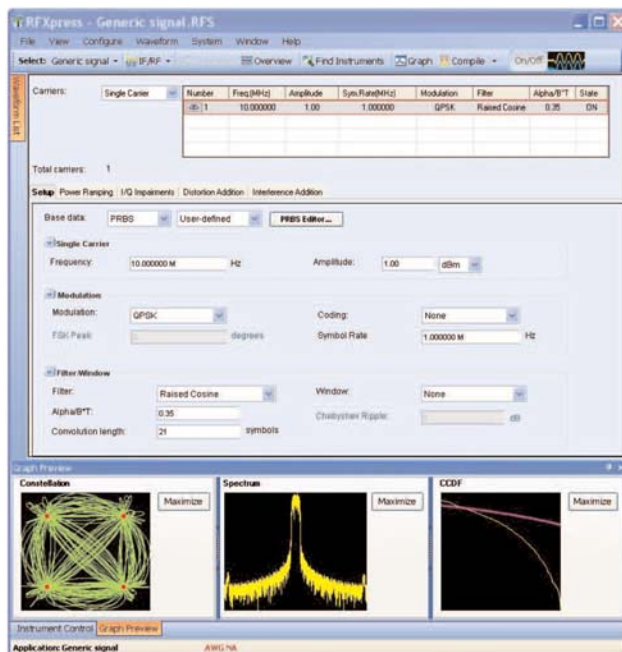 RFXpress - Generic signal.RFS
File View Configure Waveform System Window Help
Select: Generic signal IF/RF Overview Find Instruments Graph Compile On/Off
Waveform List
Carriers: Single Carrier
Number Freq.(MHz) Amplitude Sym.Rate(MHz) Modulation Filter Alpha/B*T State
1 10.000000 1.00 1.000000 QPSK Raised Cosine 0.35 ON
Total carriers: 1
Setup Power Ramping I/Q Impairments Distortion Addition Interference Addition
Base data: PRBS User-defined PRBS Editor...
Single Carrier
Frequency: 10.000000 M Hz Amplitude: 1.00 dBm
Modulation
Modulation: QPSK Coding: None
FSK Peak: degrees Symbol Rate 1.000000 M Hz
Filter/Window
Filter: Raised Cosine Window: None
Alpha/B*T: 0.35 Chebyshev Ripple: dB
Convolution length: 21 symbols
Graph Preview
Constellation Maximize Spectrum Maximize CCDF Maximize
Instrument Control Graph Preview
Application: Generic signal AWG NA